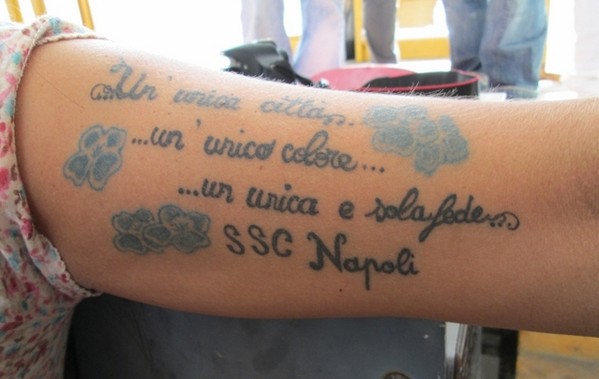 Un' unica città...
...un' unico colore...
...un unica e sola fede...
SSC Napoli